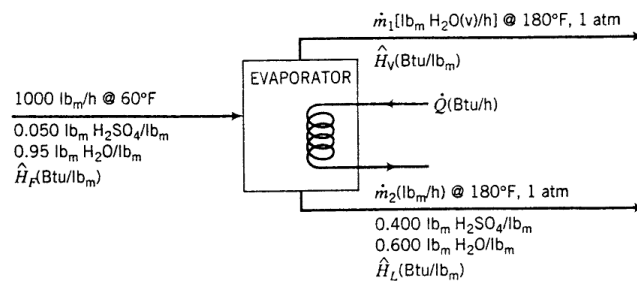 ṁ₁[lbₘ H₂O(v)/h] @ 180°F, 1 atm
Ĥᵥ(Btu/lbₘ)
EVAPORATOR
1000 lbₘ/h @ 60°F
Q̇(Btu/h)
0.050 lbₘ H₂SO₄/lbₘ
0.95 lbₘ H₂O/lbₘ
Ĥ_F(Btu/lbₘ)
ṁ₂(lbₘ/h) @ 180°F, 1 atm
0.400 lbₘ H₂SO₄/lbₘ
0.600 lbₘ H₂O/lbₘ
Ĥ_L(Btu/lbₘ)